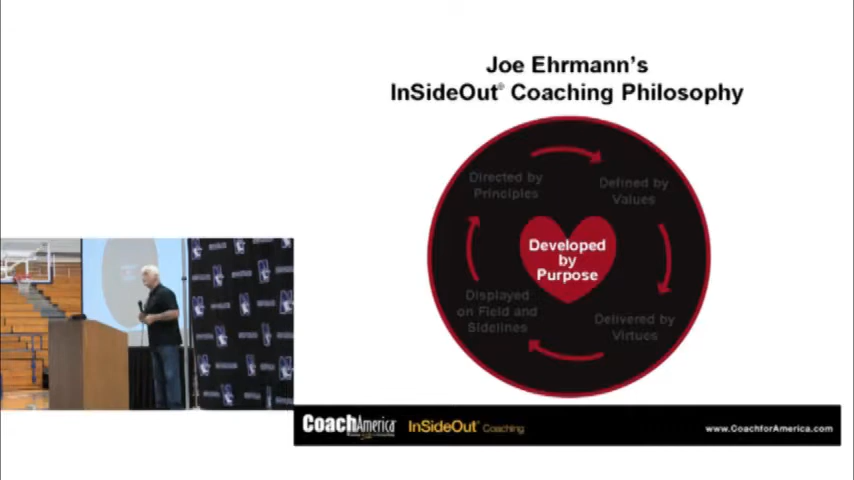 Joe Ehrmann's
InSideOut® Coaching Philosophy
Directed by
Principles
Defined by
Values
Developed
by
Purpose
Displayed
on Field and
Sidelines
Delivered by
Virtues
CoachAmerica
InSideOut® Coaching
www.CoachforAmerica.com